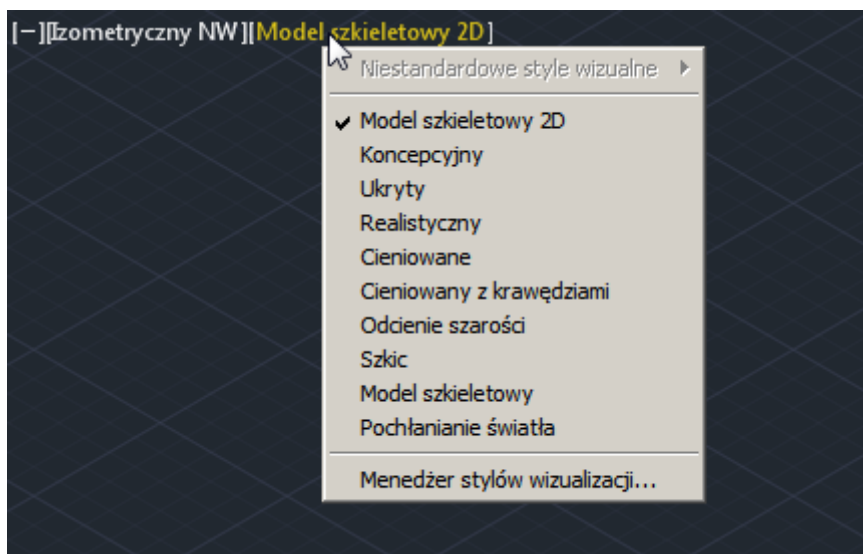 [−][Izometryczny NW][Model szkieletowy 2D]
Niestandardowe style wizualne
Model szkieletowy 2D
Koncepcyjny
Ukryty
Realistyczny
Cieniowane
Cieniowany z krawędziami
Odcienie szarości
Szkic
Model szkieletowy
Pochłanianie światła
Menedżer stylów wizualizacji...